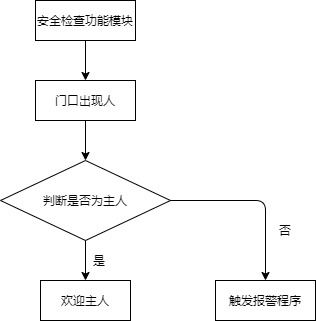 安全检查功能模块
门口出现人
判断是否为主人
否
是
欢迎主人
触发报警程序